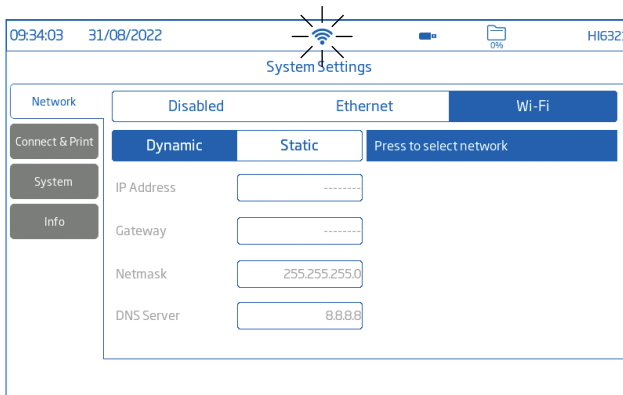 09:34:03 31/08/2022 0% HI632
System Settings
Network Disabled Ethernet Wi-Fi
Connect & Print Dynamic Static Press to select network
System IP Address --------
Info Gateway --------
Netmask 255.255.255.0
DNS Server 8.8.8.8